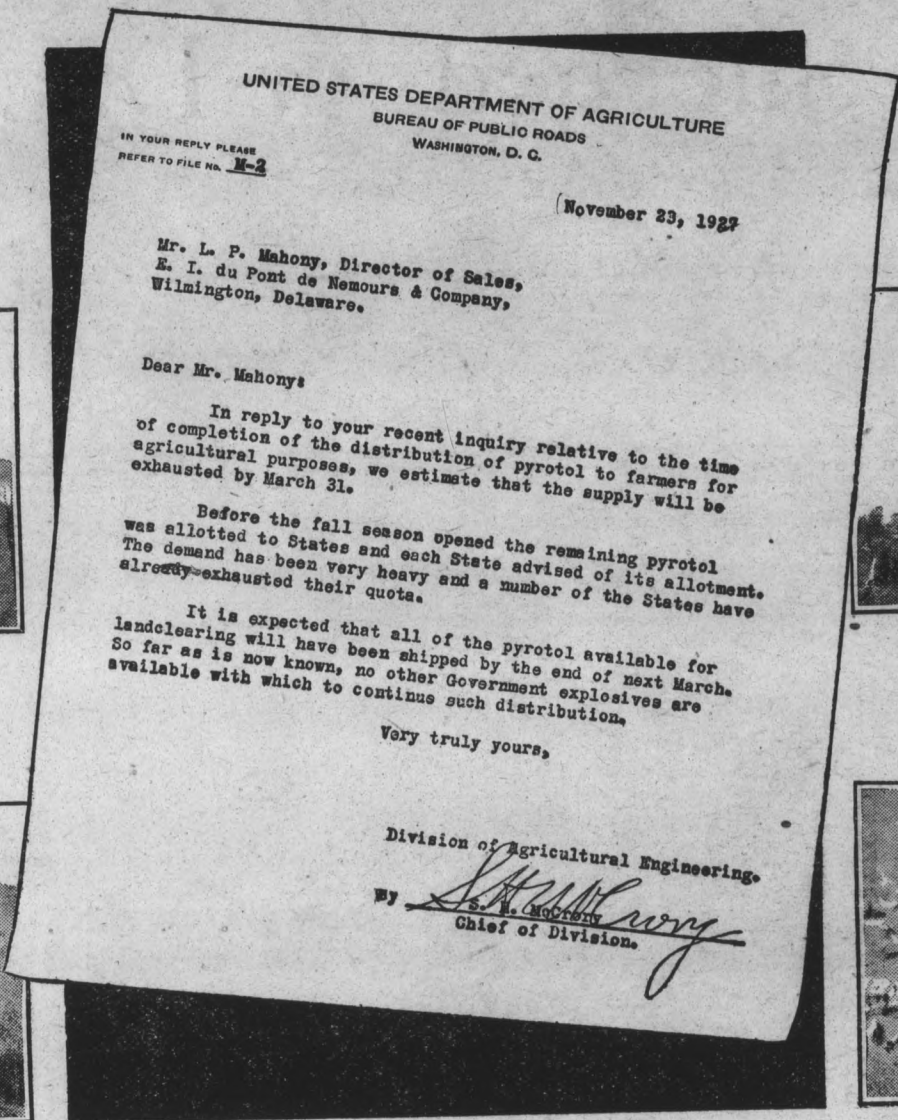 UNITED STATES DEPARTMENT OF AGRICULTURE
BUREAU OF PUBLIC ROADS
WASHINGTON, D. C.
IN YOUR REPLY PLEASE
REFER TO FILE No. M-2
November 23, 1927
Mr. L. P. Mahony, Director of Sales,
E. I. du Pont de Nemours & Company,
Wilmington, Delaware.
Dear Mr. Mahony:
In reply to your recent inquiry relative to the time
of completion of the distribution of pyrotol to farmers for
agricultural purposes, we estimate that the supply will be
exhausted by March 31.
Before the fall season opened the remaining pyrotol
was allotted to States and each State advised of its allotment.
The demand has been very heavy and a number of the States have
already exhausted their quota.
It is expected that all of the pyrotol available for
landclearing will have been shipped by the end of next March.
So far as is now known, no other Government explosives are
available with which to continue such distribution.
Very truly yours,
Division of Agricultural Engineering.
By S. H. McCrory
S. H. McCrory
Chief of Division.